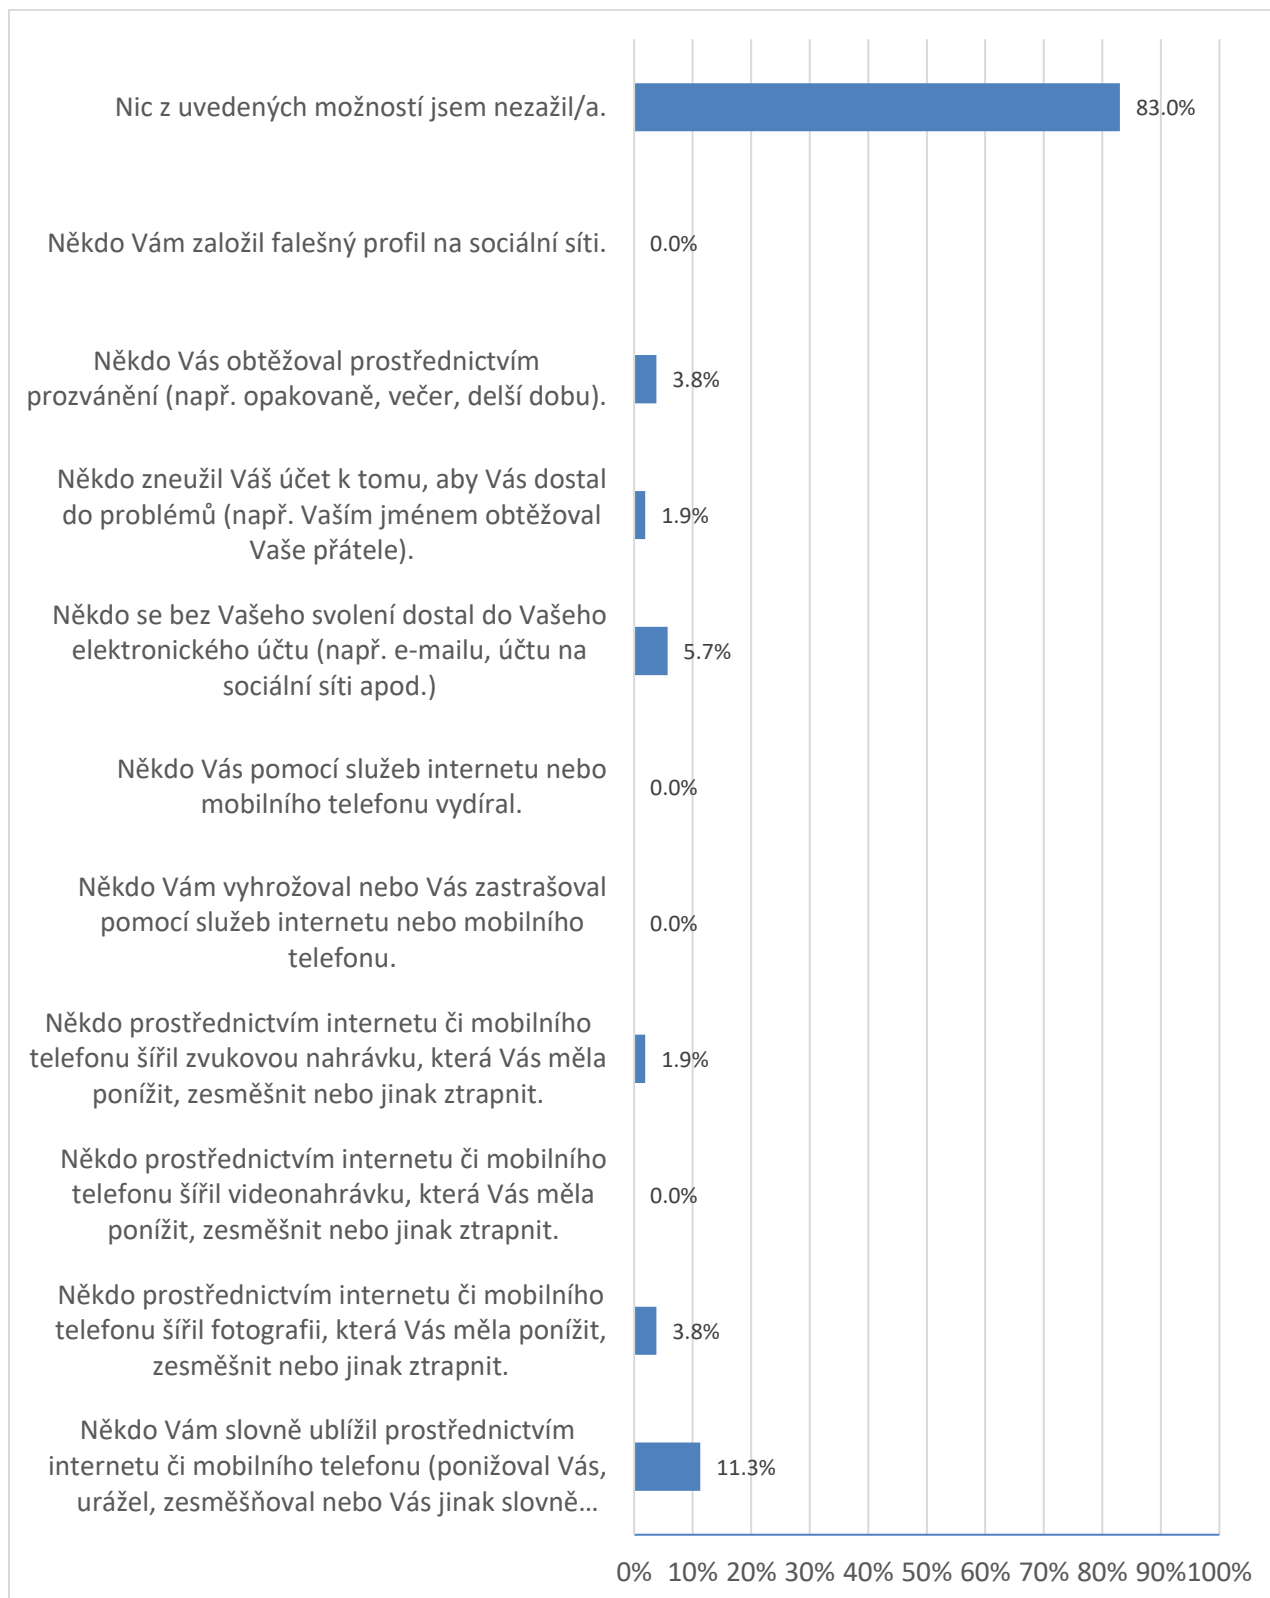 Nic z uvedených možností jsem nezažil/a.
83.0%
Někdo Vám založil falešný profil na sociální síti.
0.0%
Někdo Vás obtěžoval prostřednictvím
prozvánění (např. opakovaně, večer, delší dobu).
3.8%
Někdo zneužil Váš účet k tomu, aby Vás dostal
do problémů (např. Vaším jménem obtěžoval
Vaše přátele).
1.9%
Někdo se bez Vašeho svolení dostal do Vašeho
elektronického účtu (např. e-mailu, účtu na
sociální síti apod.)
5.7%
Někdo Vás pomocí služeb internetu nebo
mobilního telefonu vydíral.
0.0%
Někdo Vám vyhrožoval nebo Vás zastrašoval
pomocí služeb internetu nebo mobilního
telefonu.
0.0%
Někdo prostřednictvím internetu či mobilního
telefonu šířil zvukovou nahrávku, která Vás měla
ponížit, zesměšnit nebo jinak ztrapnit.
1.9%
Někdo prostřednictvím internetu či mobilního
telefonu šířil videonahrávku, která Vás měla
ponížit, zesměšnit nebo jinak ztrapnit.
0.0%
Někdo prostřednictvím internetu či mobilního
telefonu šířil fotografii, která Vás měla ponížit,
zesměšnit nebo jinak ztrapnit.
3.8%
Někdo Vám slovně ublížil prostřednictvím
internetu či mobilního telefonu (ponižoval Vás,
urážel, zesměšňoval nebo Vás jinak slovně…
11.3%
0% 10% 20% 30% 40% 50% 60% 70% 80% 90% 100%